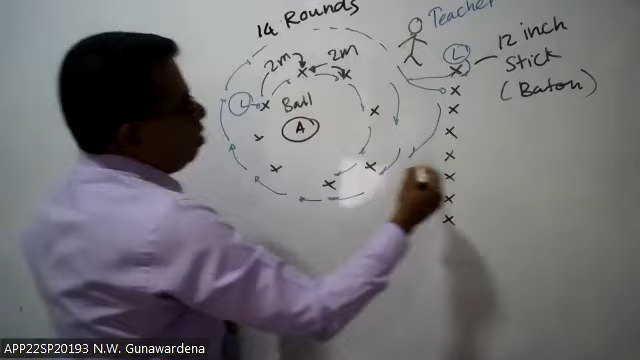 14 Rounds
Teacher
2m
2m
L
12 inch
Stick
(Baton)
L
Ball
A
APP22SP20193 N.W. Gunawardena